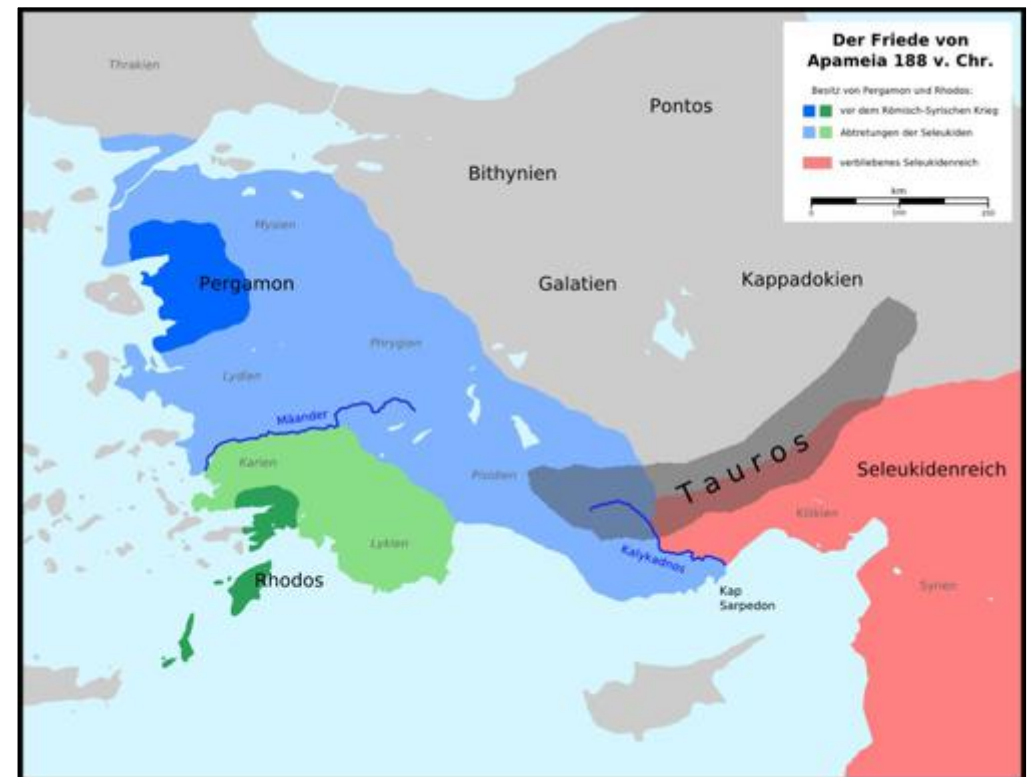 Der Friede von
Apameia 188 v. Chr.
Besitz von Pergamon und Rhodos:
vor dem Römisch-Syrischen Krieg
Abtretungen der Seleukiden
verbliebenes Seleukidenreich
km
0 100 200
Thrakien
Pontos
Bithynien
Mysien
Pergamon
Galatien
Kappadokien
Phrygien
Lydien
Mäander
Karien
Pisidien
Tauros
Seleukidenreich
Kilikien
Lykien
Kalykadnos
Rhodos
Kap
Sarpedon
Syrien